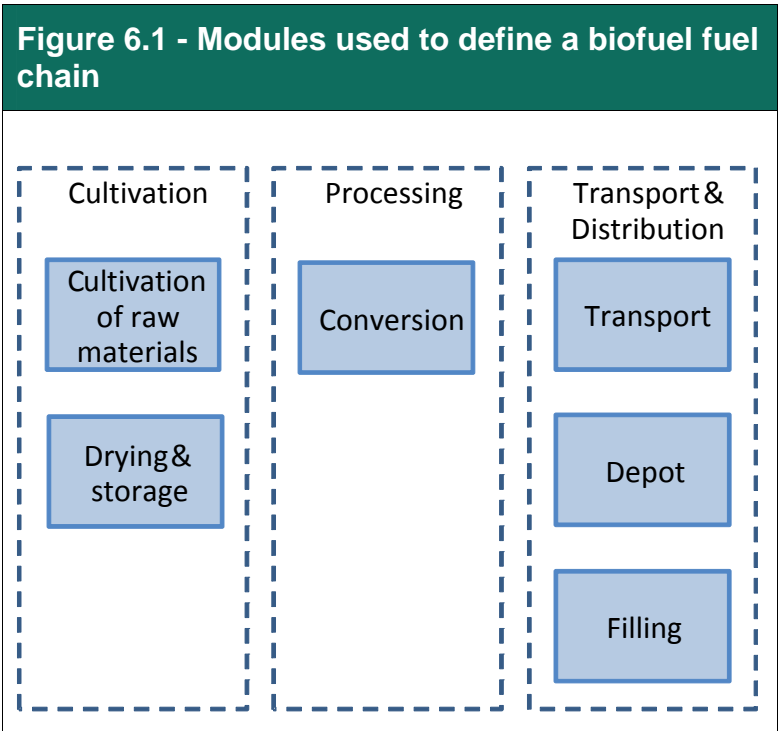 Figure 6.1 - Modules used to define a biofuel fuel
chain
Cultivation
Cultivation
of raw
materials
Drying&
storage
Processing
Conversion
Transport&
Distribution
Transport
Depot
Filling